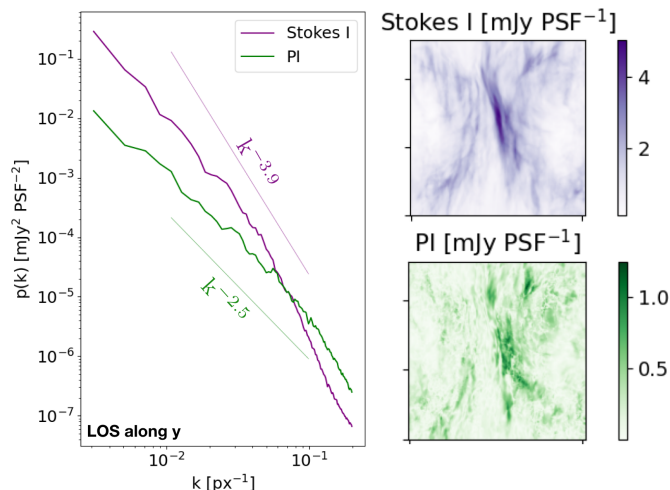 Stokes I
PI
k^−3.9
k^−2.5
LOS along y
p(k) [mJy² PSF⁻²]
10⁻¹
10⁻²
10⁻³
10⁻⁴
10⁻⁵
10⁻⁶
10⁻⁷
10⁻² 10⁻¹
k [px⁻¹]
Stokes I [mJy PSF⁻¹]
4
2
PI [mJy PSF⁻¹]
1.0
0.5